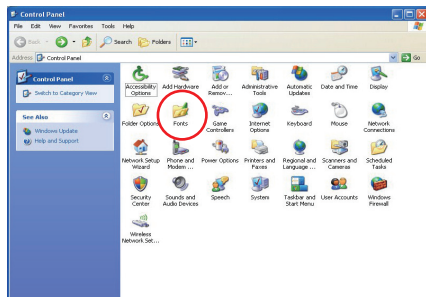 Control Panel
File Edit View Favorites Tools Help
Back Search Folders
Address Control Panel Go
Control Panel
Switch to Category View
See Also
Windows Update
Help and Support
Accessibility Options
Add Hardware
Add or Remov...
Administrative Tools
Automatic Updates
Date and Time
Display
Folder Options
Fonts
Game Controllers
Internet Options
Keyboard
Mouse
Network Connections
Network Setup Wizard
Phone and Modem ...
Power Options
Printers and Faxes
Regional and Language ...
Scanners and Cameras
Scheduled Tasks
Security Center
Sounds and Audio Devices
Speech
System
Taskbar and Start Menu
User Accounts
Windows Firewall
Wireless Network Set...